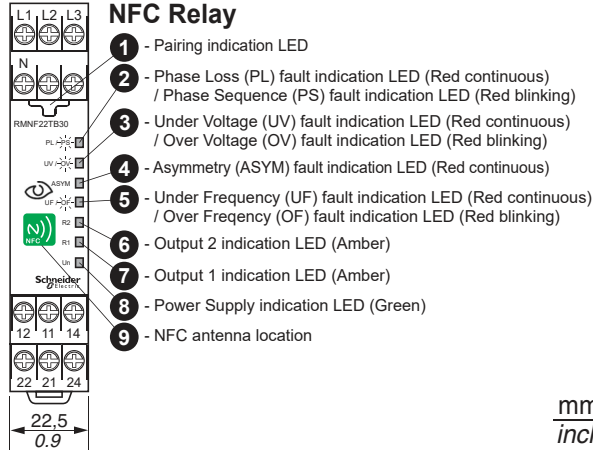 NFC Relay
L1 L2 L3
N
RMNF22TB30
PL / PS
UV / OV
ASYM
UF / OF
R2
NFC
R1
Un
Schneider
Electric
12 11 14
22 21 24
22,5
0.9
1 - Pairing indication LED
2 - Phase Loss (PL) fault indication LED (Red continuous)
/ Phase Sequence (PS) fault indication LED (Red blinking)
3 - Under Voltage (UV) fault indication LED (Red continuous)
/ Over Voltage (OV) fault indication LED (Red blinking)
4 - Asymmetry (ASYM) fault indication LED (Red continuous)
5 - Under Frequency (UF) fault indication LED (Red continuous)
/ Over Freqency (OF) fault indication LED (Red blinking)
6 - Output 2 indication LED (Amber)
7 - Output 1 indication LED (Amber)
8 - Power Supply indication LED (Green)
9 - NFC antenna location
mm